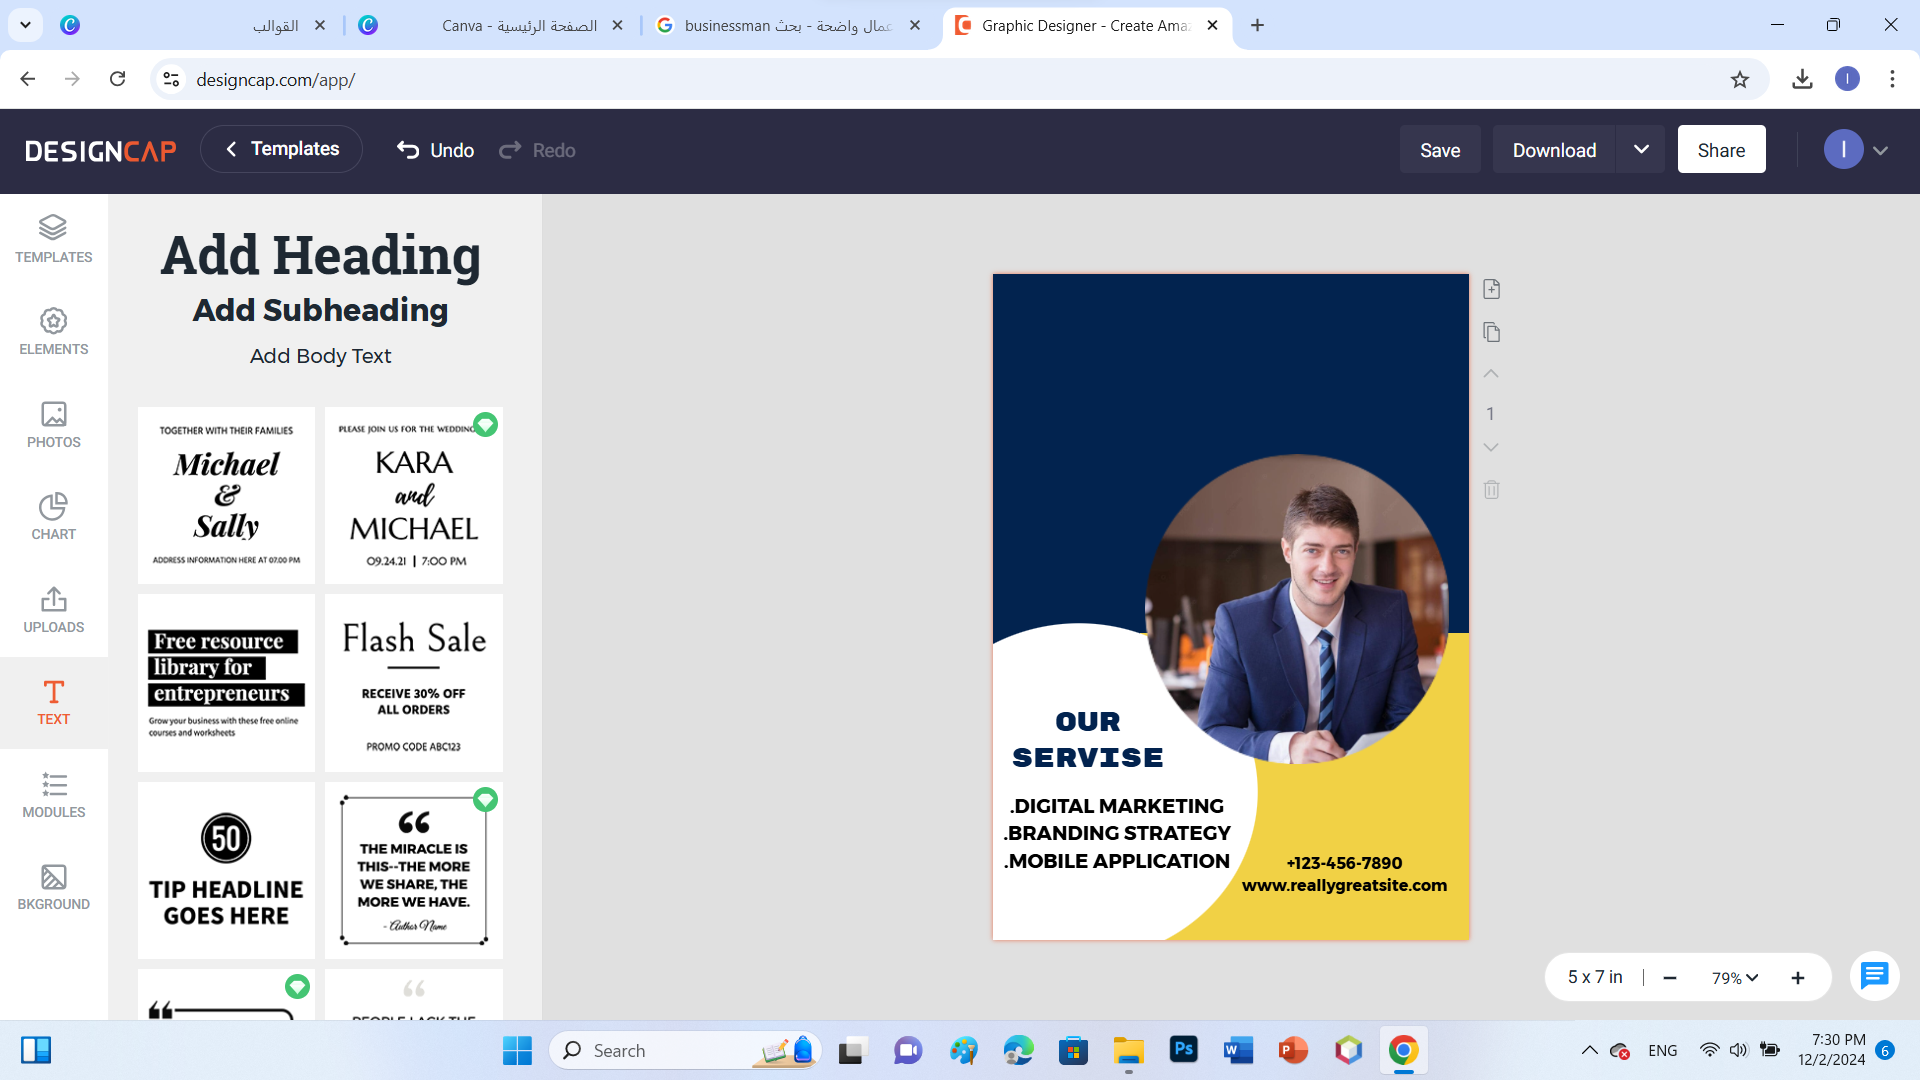 القوالب
Canva - الصفحة الرئيسية
businessman عمال واضحة - بحث
Graphic Designer - Create Ama
designcap.com/app/
DESIGNCAP
Templates
Undo
Redo
Save
Download
Share
I
TEMPLATES
ELEMENTS
PHOTOS
CHART
UPLOADS
TEXT
MODULES
BKGROUND
Add Heading
Add Subheading
Add Body Text
TOGETHER WITH THEIR FAMILIES
Michael
&
Sally
ADDRESS INFORMATION HERE AT 07.00 PM
PLEASE JOIN US FOR THE WEDDING
KARA
and
MICHAEL
09.24.21 | 7:00 PM
Free resource
library for
entrepreneurs
Grow your business with these free online
courses and worksheets
Flash Sale
RECEIVE 30% OFF
ALL ORDERS
PROMO CODE ABC123
50
TIP HEADLINE
GOES HERE
THE MIRACLE IS
THIS--THE MORE
WE SHARE, THE
MORE WE HAVE.
- Author Name
PEOPLE LACK THE
OUR
SERVISE
.DIGITAL MARKETING
.BRANDING STRATEGY
.MOBILE APPLICATION
+123-456-7890
www.reallygreatsite.com
1
5 x 7 in
79%
Search
Ps
W
P
ENG
7:30 PM
12/2/2024
6